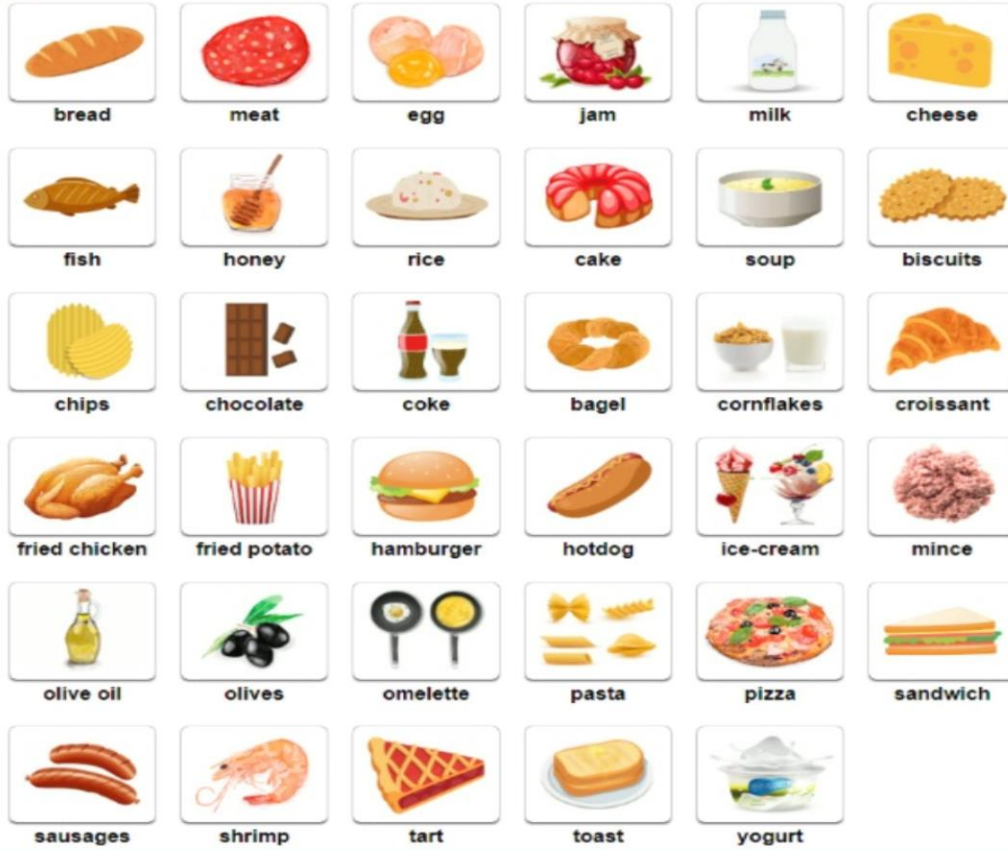 bread meat egg jam milk cheese
fish honey rice cake soup biscuits
chips chocolate coke bagel cornflakes croissant
fried chicken fried potato hamburger hotdog ice-cream mince
olive oil olives omelette pasta pizza sandwich
sausages shrimp tart toast yogurt